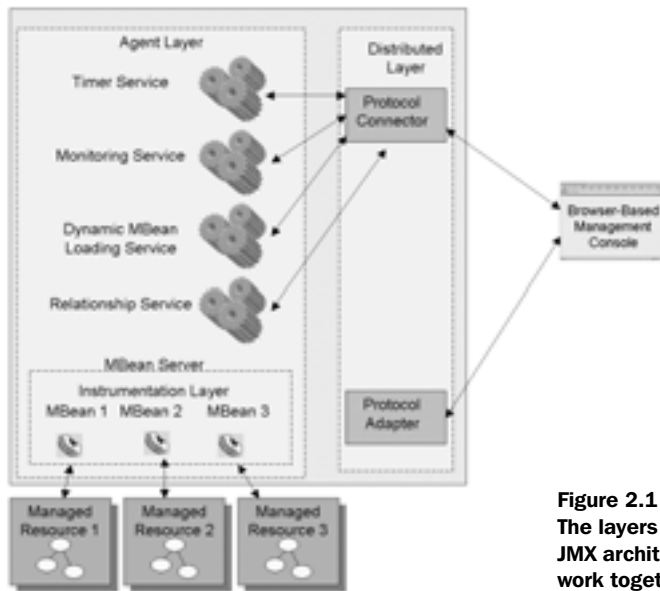 Agent Layer
Timer Service
Monitoring Service
Dynamic MBean
Loading Service
Relationship Service
MBean Server
Instrumentation Layer
MBean 1 MBean 2 MBean 3
Distributed
Layer
Protocol
Connector
Protocol
Adapter
Browser-Based
Management
Console
Managed
Resource 1
Managed
Resource 2
Managed
Resource 3
Figure 2.1
The layers
JMX archit
work toget